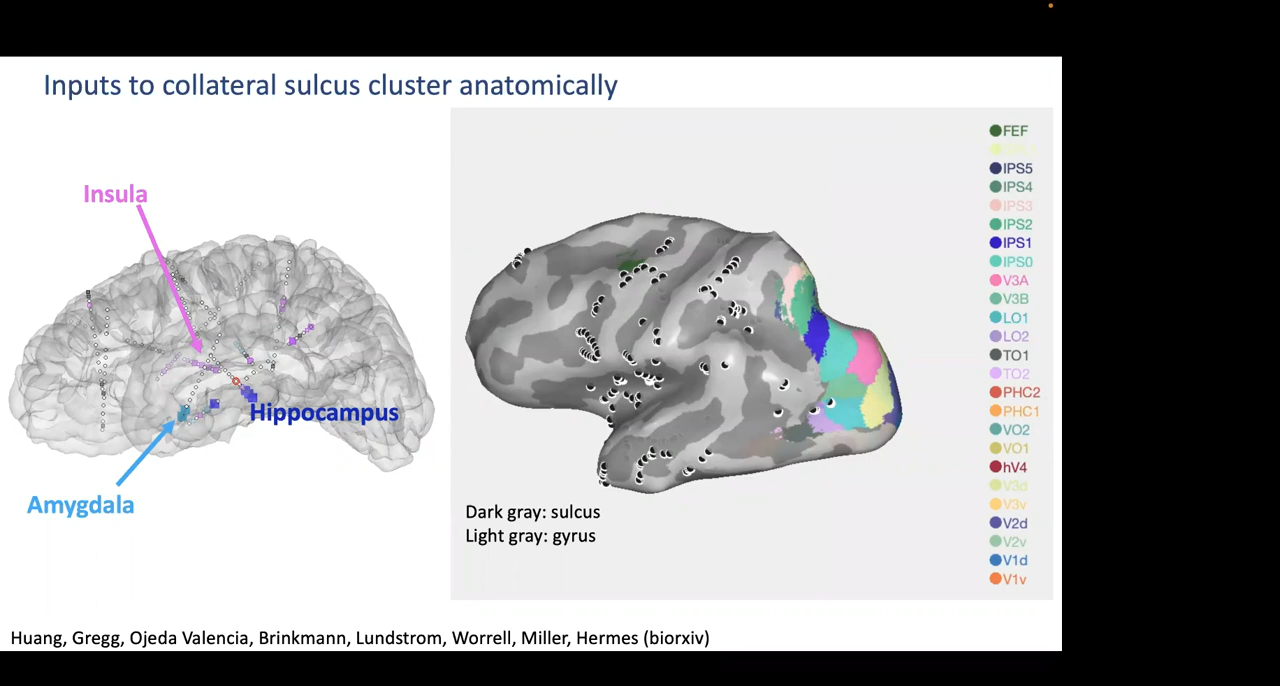 Inputs to collateral sulcus cluster anatomically
Insula
Hippocampus
Amygdala
Dark gray: sulcus
Light gray: gyrus
FEF
IPS5
IPS4
IPS3
IPS2
IPS1
IPS0
V3A
V3B
LO1
LO2
TO1
TO2
PHC2
PHC1
VO2
VO1
hV4
V3d
V3v
V2d
V2v
V1d
V1v
Huang, Gregg, Ojeda Valencia, Brinkmann, Lundstrom, Worrell, Miller, Hermes (biorxiv)